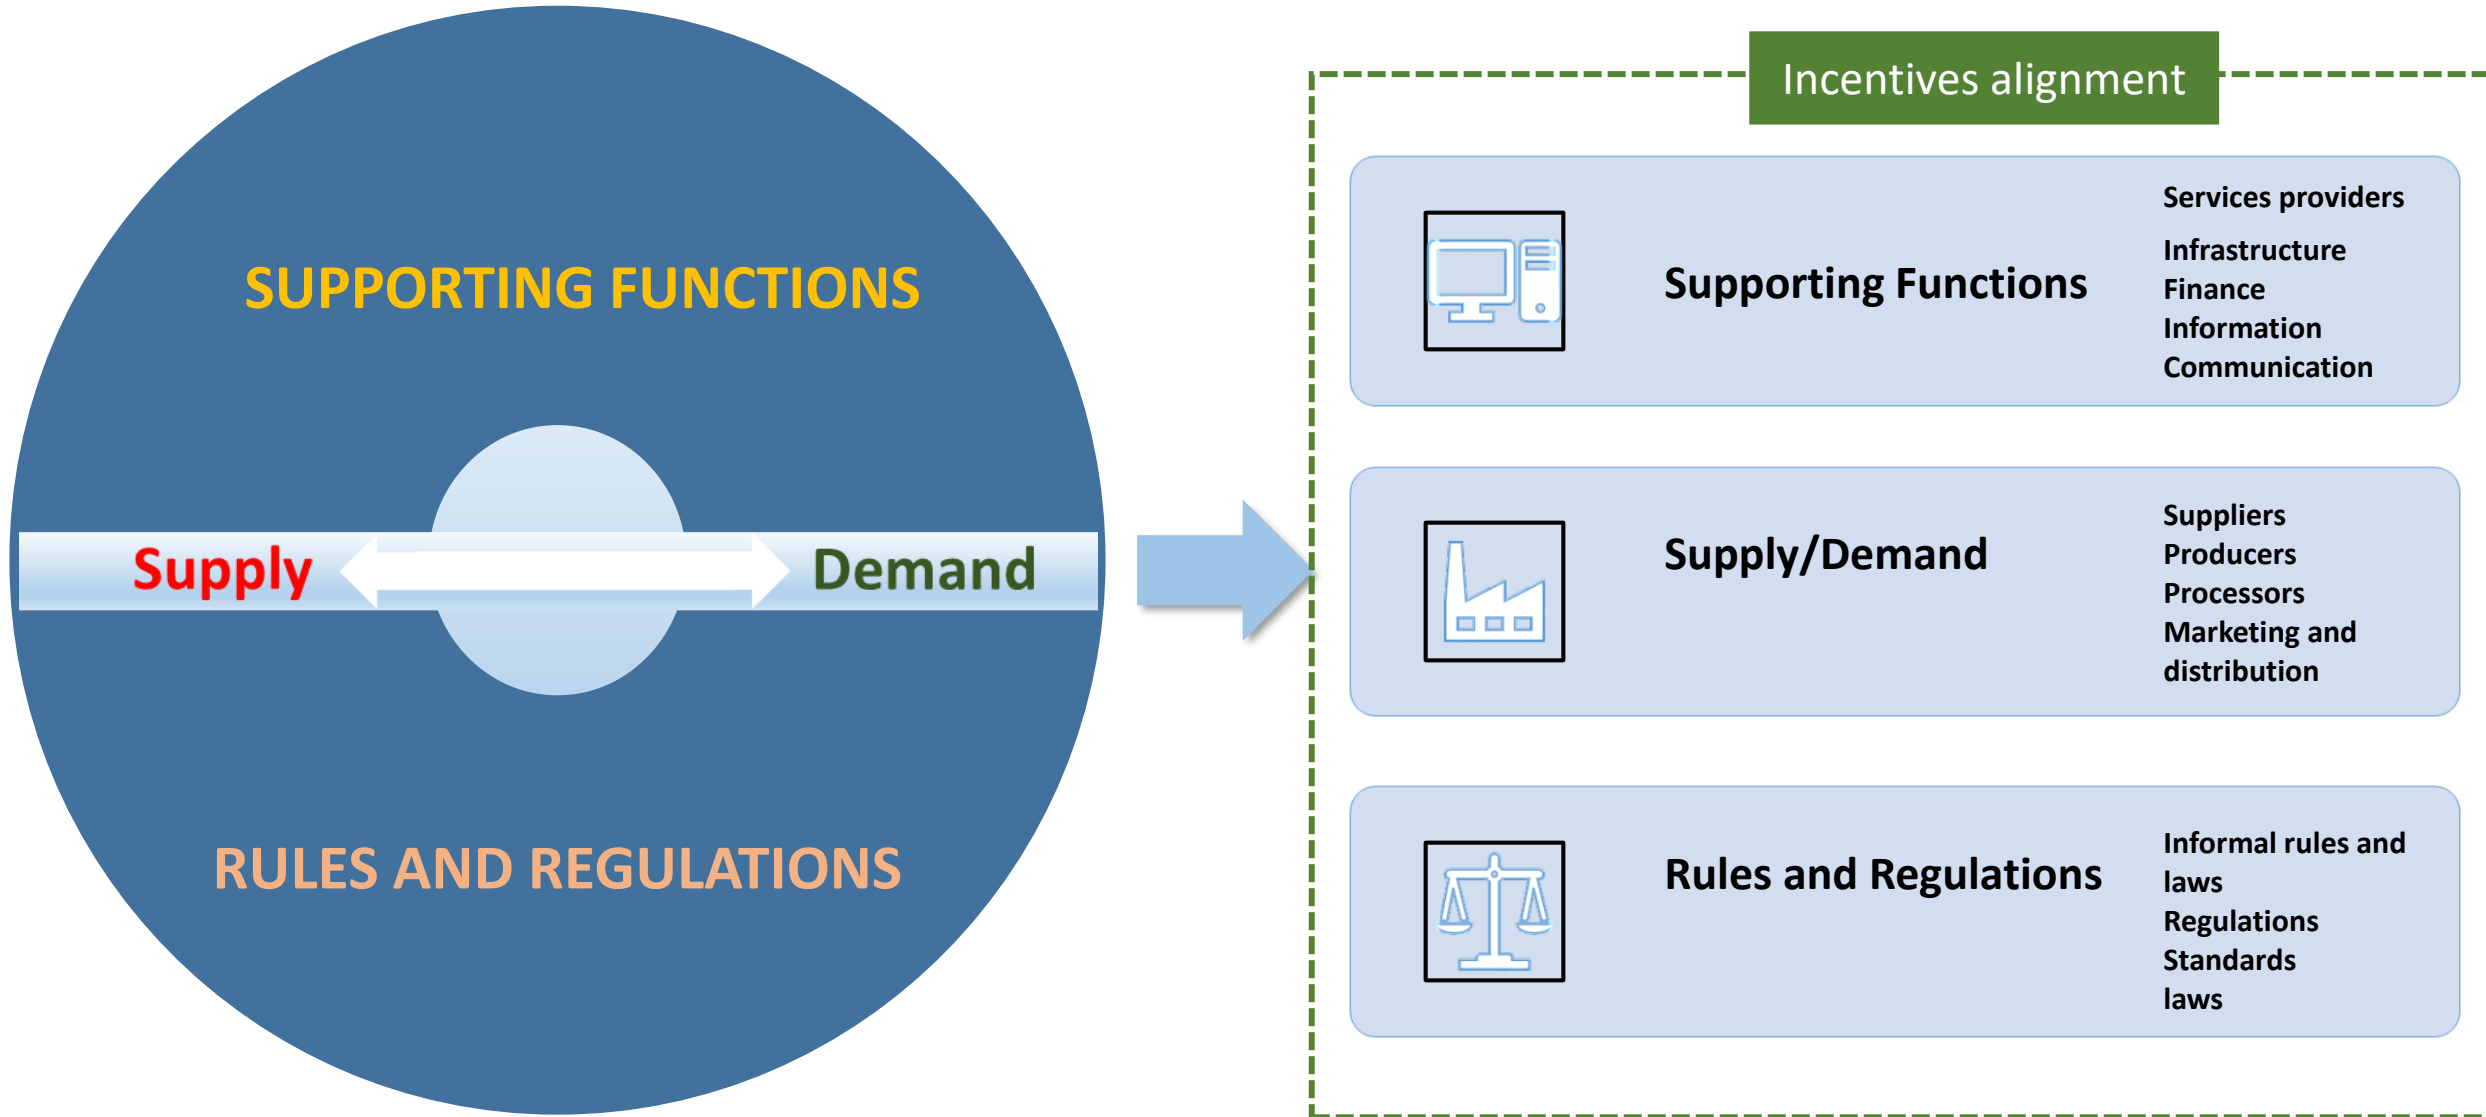 SUPPORTING FUNCTIONS
Supply
Demand
RULES AND REGULATIONS
Incentives alignment
Supporting Functions
Services providers
Infrastructure
Finance
Information
Communication
Supply/Demand
Suppliers
Producers
Processors
Marketing and
distribution
Rules and Regulations
Informal rules and
laws
Regulations
Standards
laws